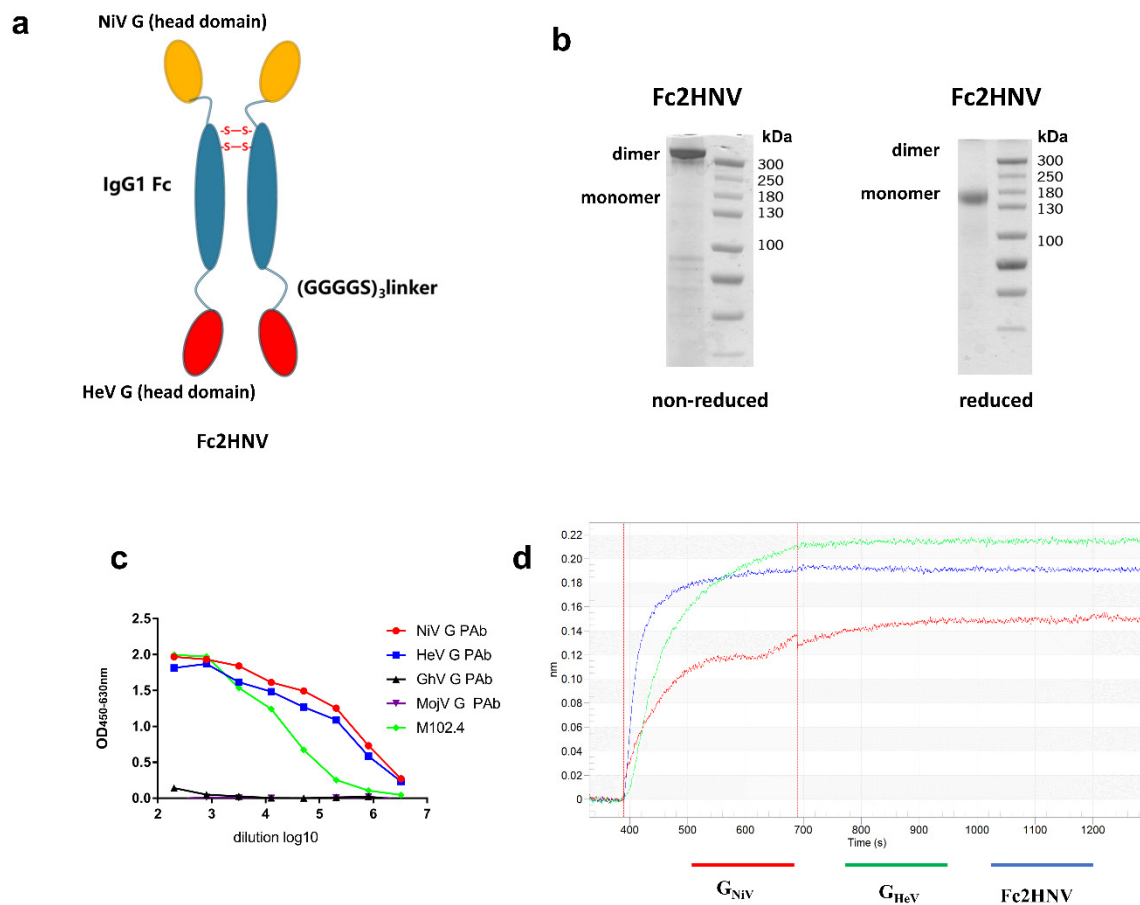 a
NiV G (head domain)
-S—S-
-S—S-
IgG1 Fc
(GGGGS)3linker
HeV G (head domain)
Fc2HNV
b
Fc2HNV
kDa
dimer
300
250
monomer
180
130
100
non-reduced
Fc2HNV
kDa
dimer
300
250
monomer
180
130
100
reduced
c
OD450-630nm
2.5
2.0
1.5
1.0
0.5
0.0
2 3 4 5 6 7
dilution log10
NiV G PAb
HeV G PAb
GhV G PAb
MojV G PAb
M102.4
d
nm
0.22
0.2
0.18
0.16
0.14
0.12
0.1
0.08
0.06
0.04
0.02
0
400 500 600 700 800 900 1000 1100 1200
Time (s)
GNiV GHeV Fc2HNV